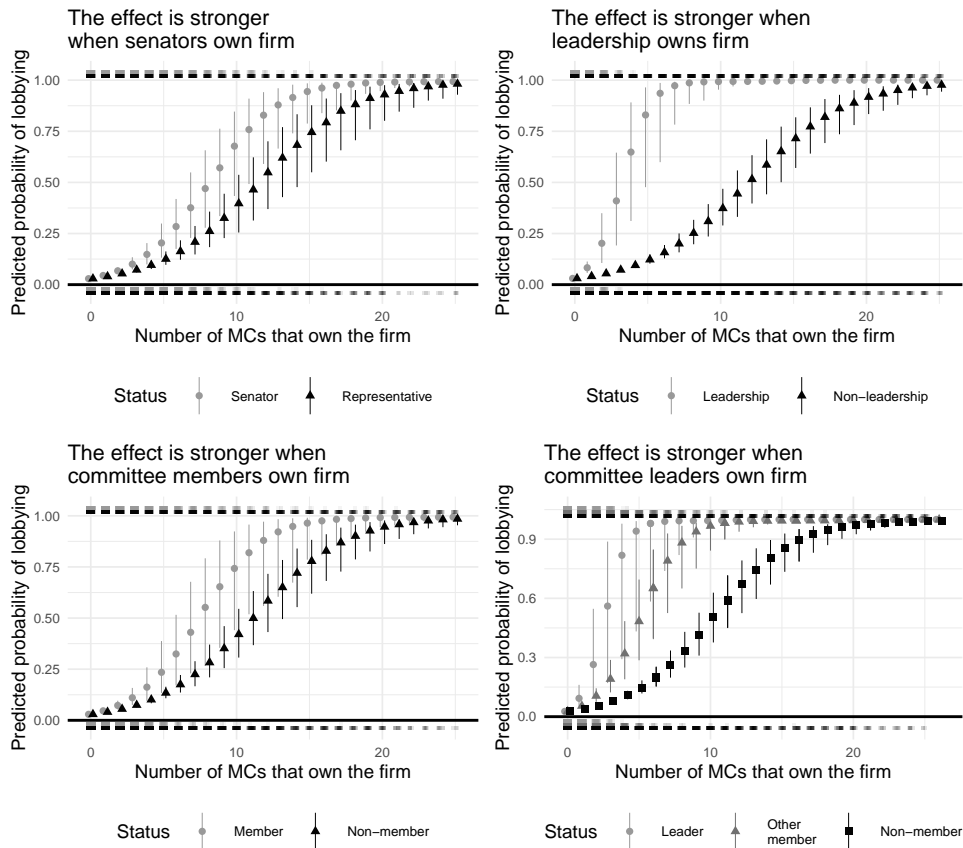 The effect is stronger
when senators own firm
Predicted probability of lobbying
1.00
0.75
0.50
0.25
0.00
0
10
20
Number of MCs that own the firm
Status
Senator
Representative
The effect is stronger when
leadership owns firm
Predicted probability of lobbying
1.00
0.75
0.50
0.25
0.00
0
10
20
Number of MCs that own the firm
Status
Leadership
Non−leadership
The effect is stronger when
committee members own firm
Predicted probability of lobbying
1.00
0.75
0.50
0.25
0.00
0
10
20
Number of MCs that own the firm
Status
Member
Non−member
The effect is stronger when
committee leaders own firm
Predicted probability of lobbying
0.9
0.6
0.3
0.0
0
10
20
Number of MCs that own the firm
Status
Leader
Other
member
Non−member